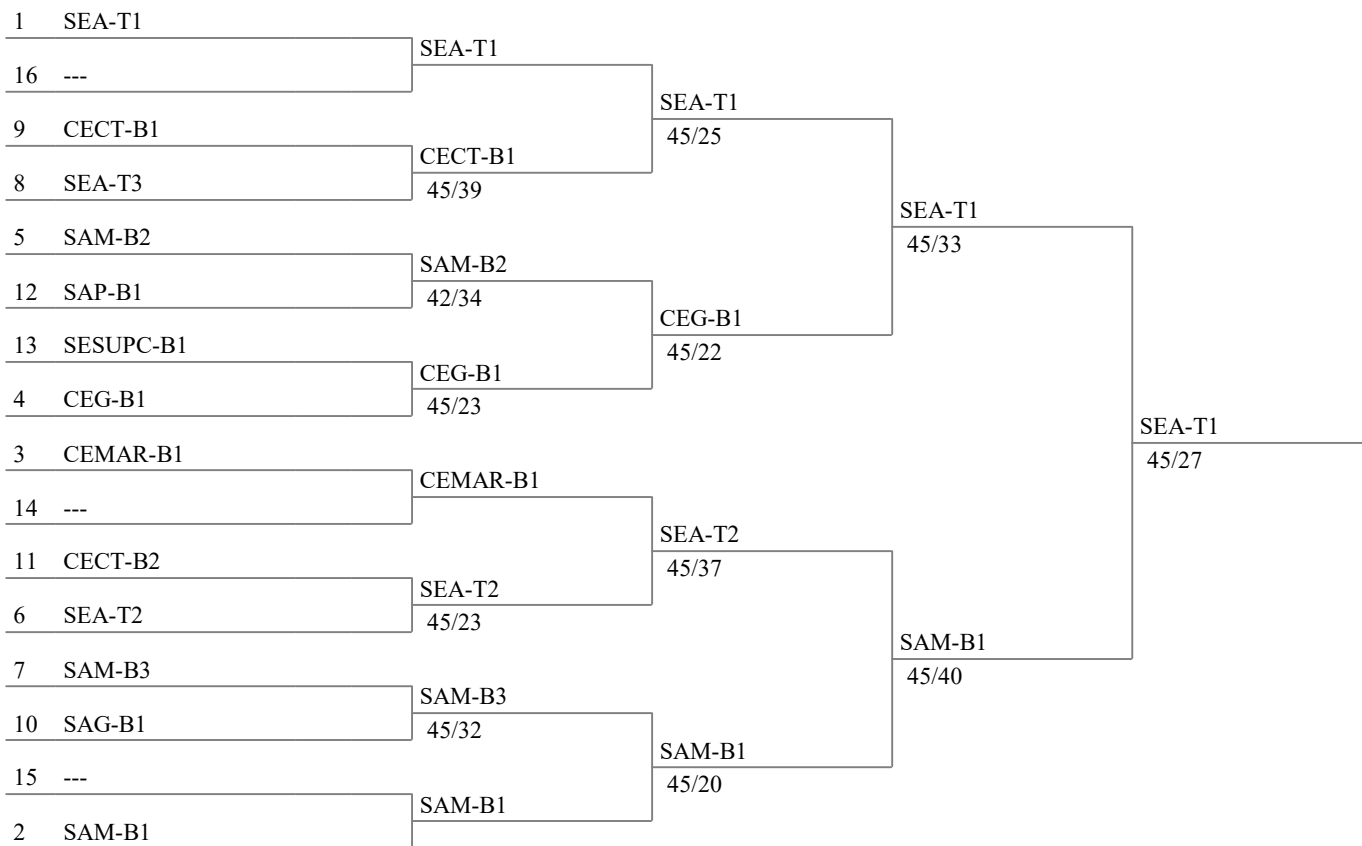 1 SEA-T1
SEA-T1
16 ---
SEA-T1
45/25
9 CECT-B1
CECT-B1
45/39
8 SEA-T3
SEA-T1
45/33
5 SAM-B2
SAM-B2
42/34
12 SAP-B1
CEG-B1
45/22
13 SESUPC-B1
CEG-B1
45/23
4 CEG-B1
SEA-T1
45/27
3 CEMAR-B1
CEMAR-B1
14 ---
SEA-T2
45/37
11 CECT-B2
SEA-T2
45/23
6 SEA-T2
SAM-B1
45/40
7 SAM-B3
SAM-B3
45/32
10 SAG-B1
SAM-B1
45/20
15 ---
SAM-B1
2 SAM-B1